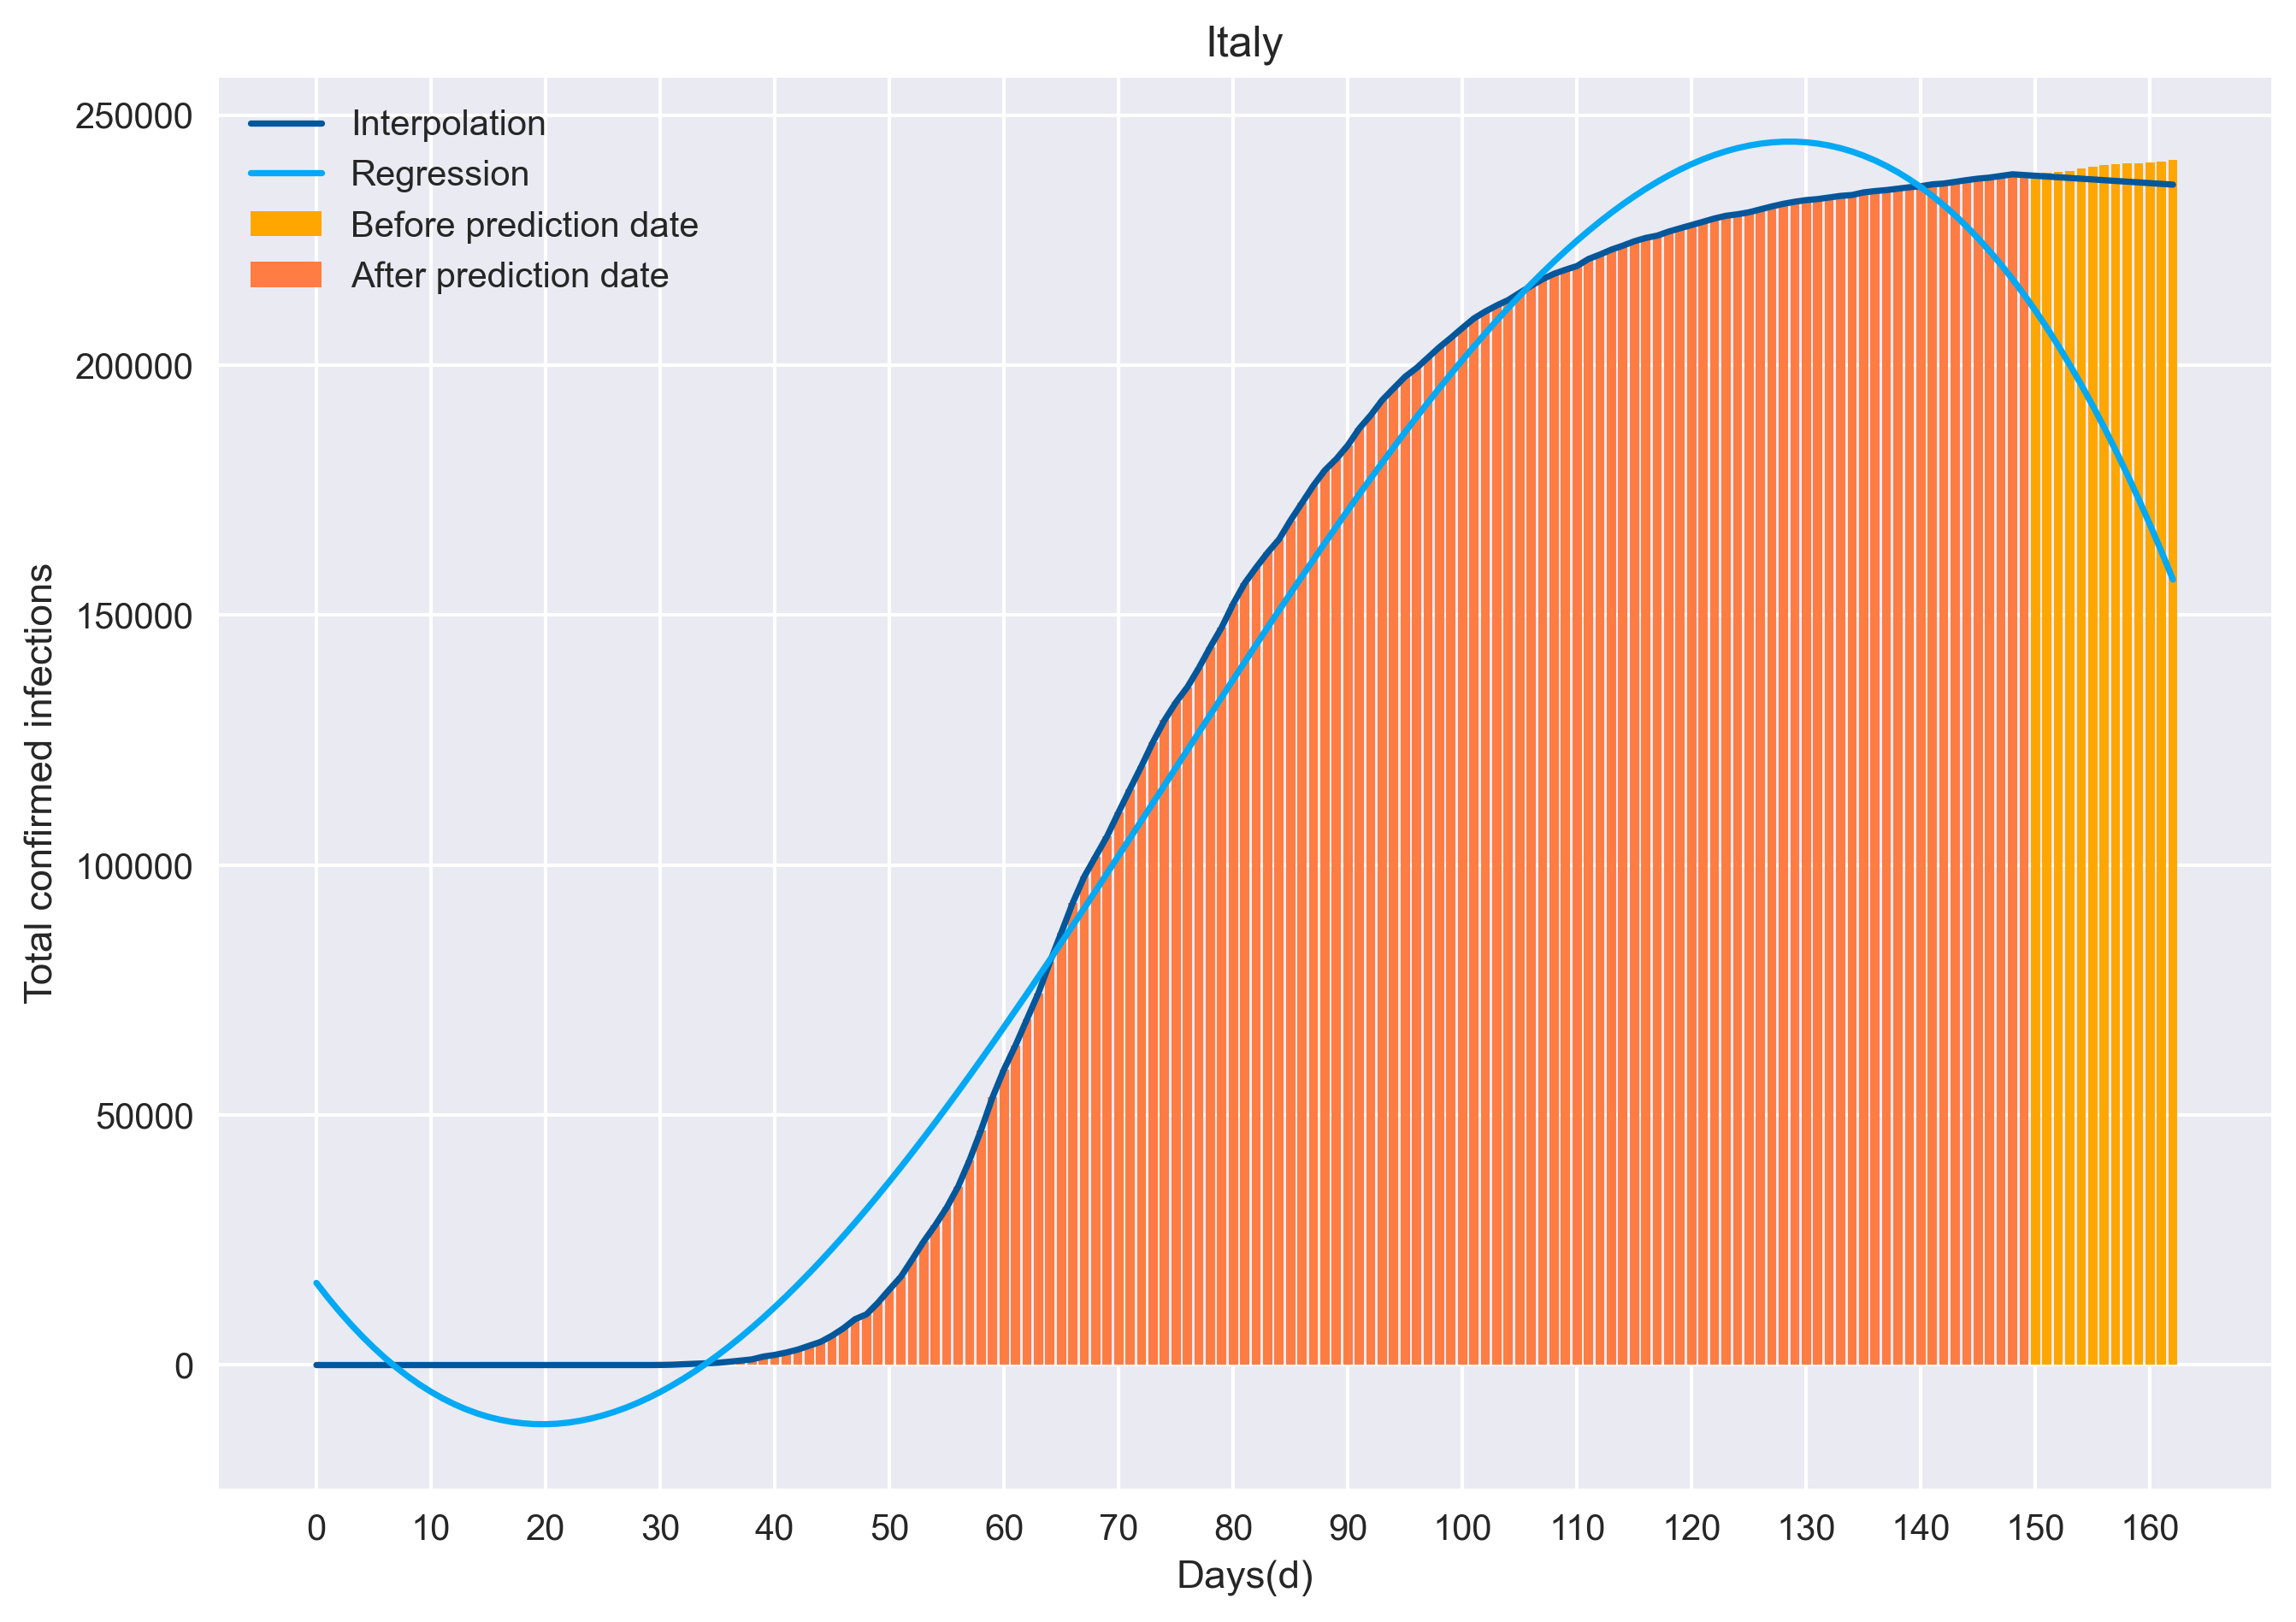 Italy
250000
200000
150000
100000
50000
0
Total confirmed infections
Interpolation
Regression
Before prediction date
After prediction date
0 10 20 30 40 50 60 70 80 90 100 110 120 130 140 150 160
Days(d)